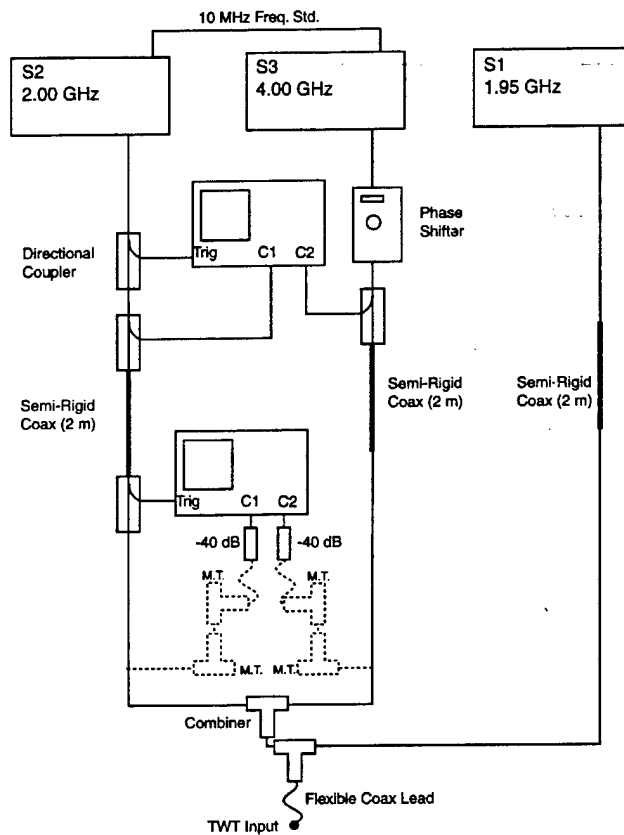 10 MHz Freq. Std.
S2
2.00 GHz
S3
4.00 GHz
S1
1.95 GHz
Directional
Coupler
Trig
C1
C2
Phase
Shifter
Semi-Rigid
Coax (2 m)
Semi-Rigid
Coax (2 m)
Semi-Rigid
Coax (2 m)
Trig
C1
C2
-40 dB
-40 dB
M.T.
M.T.
M.T.
M.T.
Combiner
Flexible Coax Lead
TWT Input